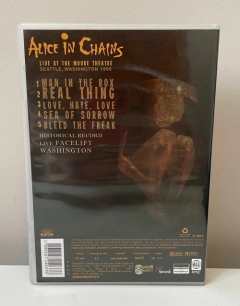 ALICE IN CHAINS
LIVE AT THE MOORE THEATRE
SEATTLE, WASHINGTON 1990
1 MAN IN THE BOX
2 REAL THING
3 LOVE, HATE, LOVE
4 SEA OF SORROW
5 BLEED THE FREAK
HISTORICAL RECORD
LIVE FACELIFT
WASHINGTON